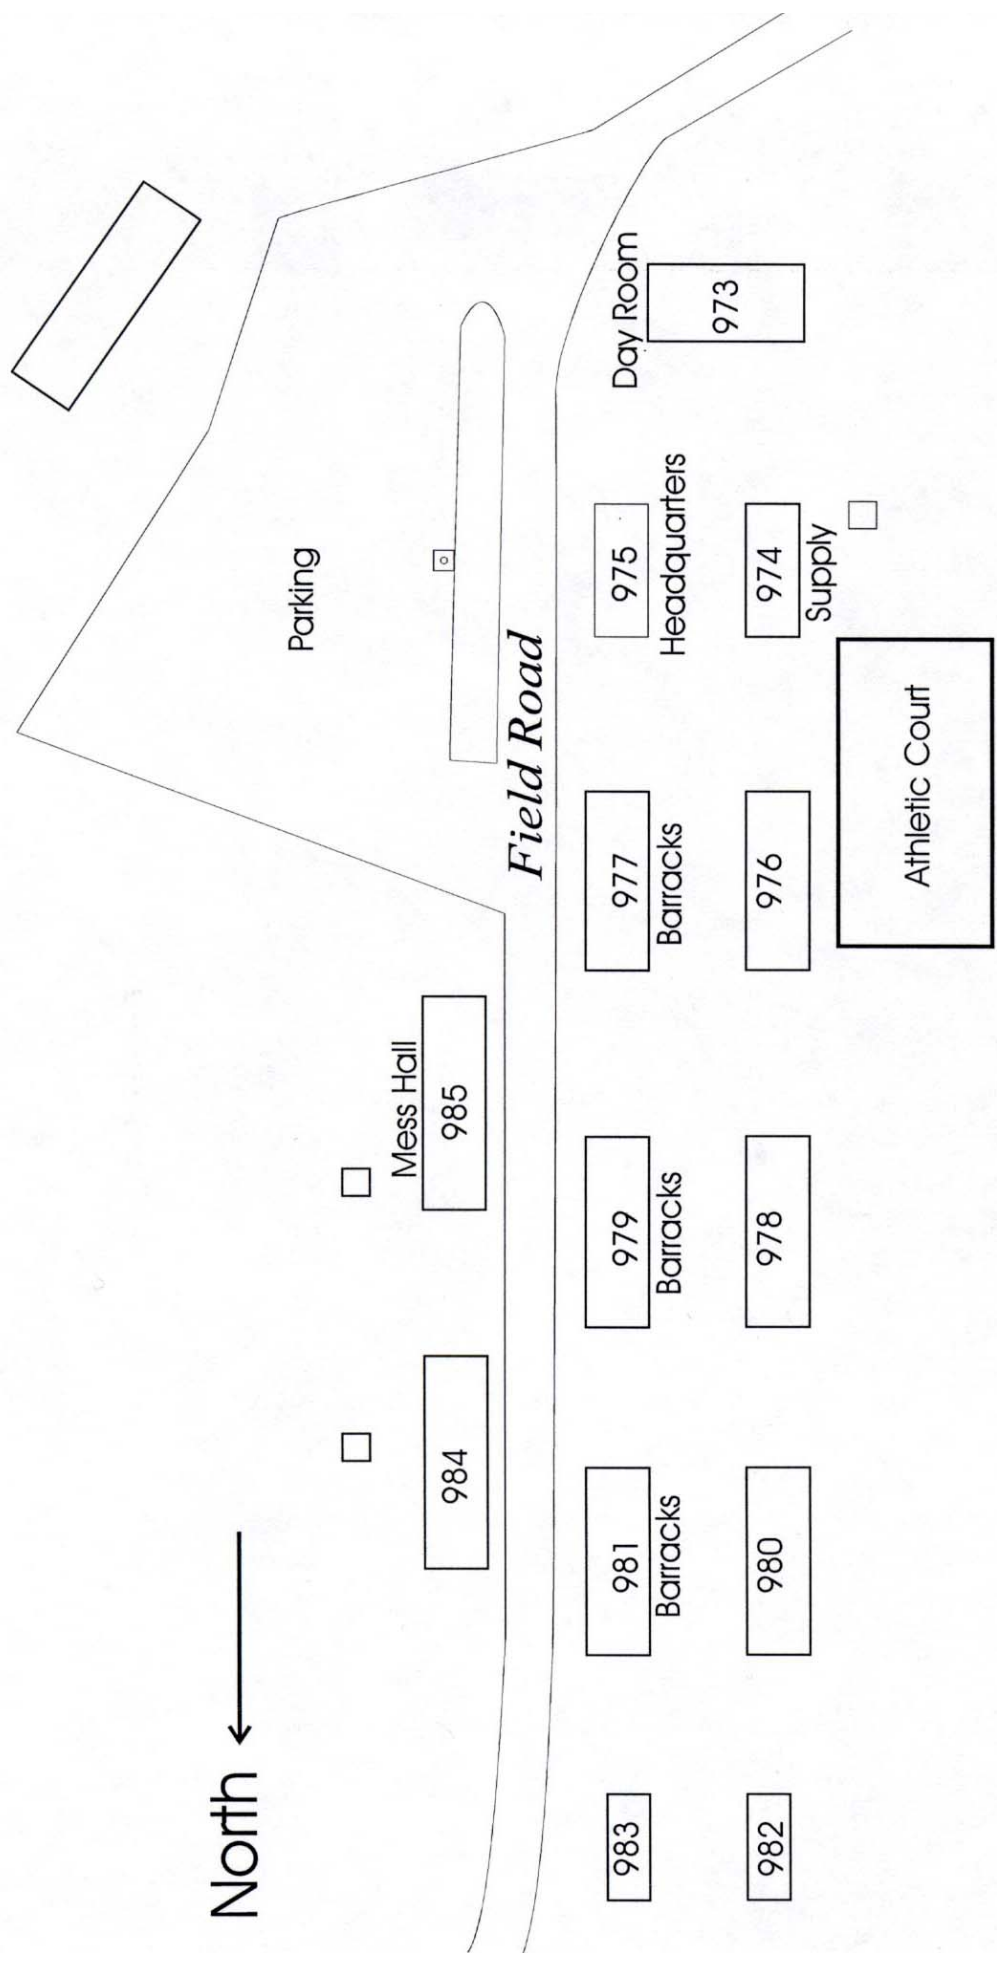 North
983
982
984
981
Barracks
980
Mess Hall
985
979
Barracks
978
977
Barracks
976
Athletic Court
Field Road
Parking
975
Headquarters
974
Supply
Day Room
973